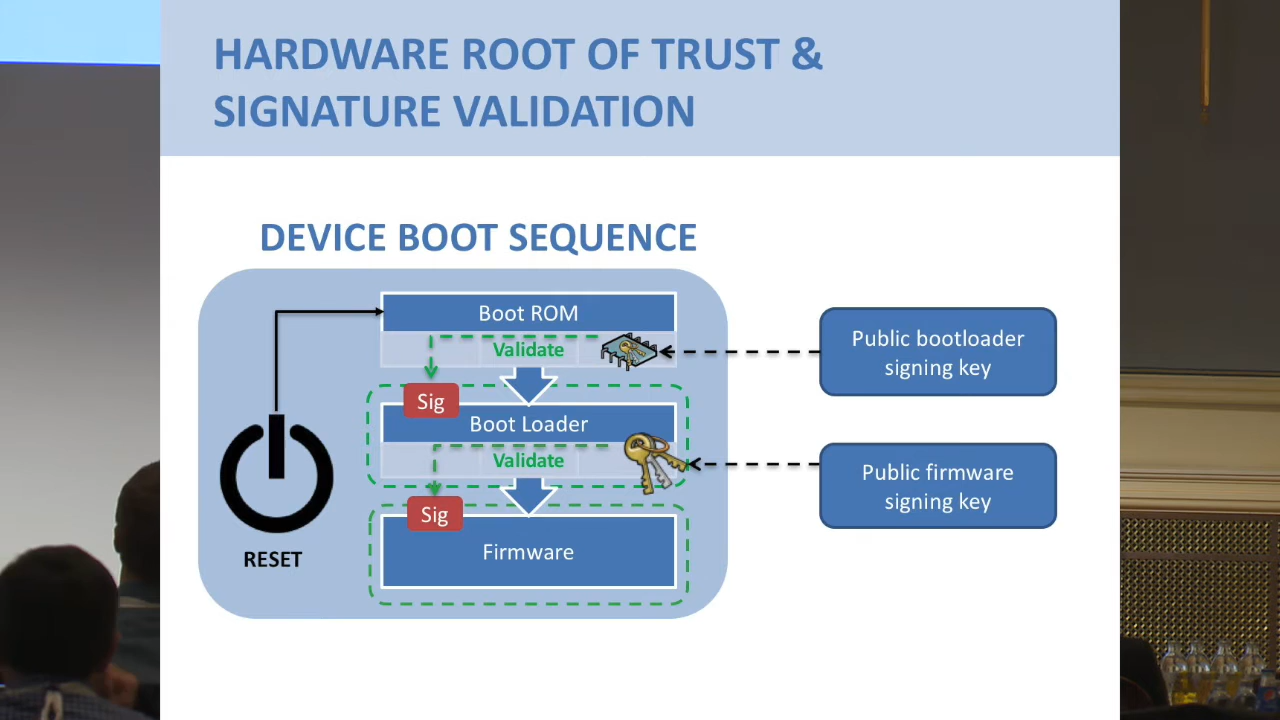 HARDWARE ROOT OF TRUST &
SIGNATURE VALIDATION
DEVICE BOOT SEQUENCE
Boot ROM
Validate
Sig
Boot Loader
Validate
Sig
Firmware
RESET
Public bootloader
signing key
Public firmware
signing key